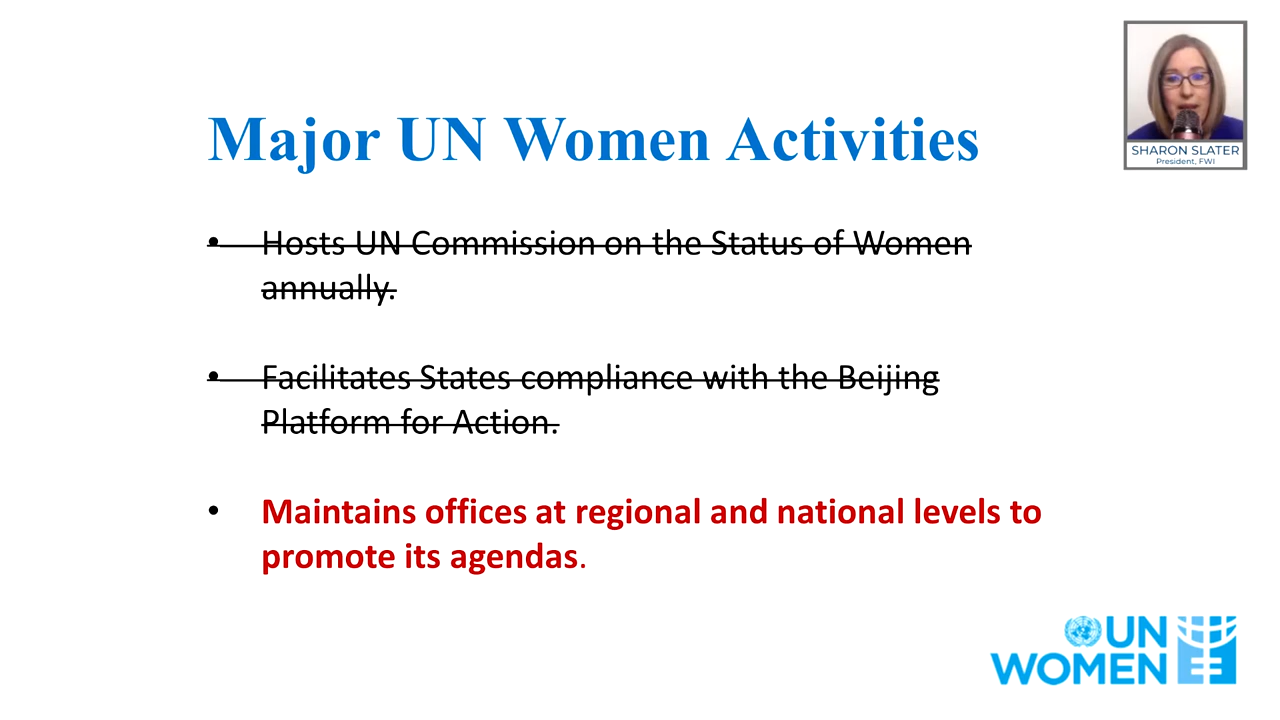 SHARON SLATER
President, FWI
Major UN Women Activities
• Hosts UN Commission on the Status of Women
annually.
• Facilitates States compliance with the Beijing
Platform for Action.
• Maintains offices at regional and national levels to
promote its agendas.
UN
WOMEN